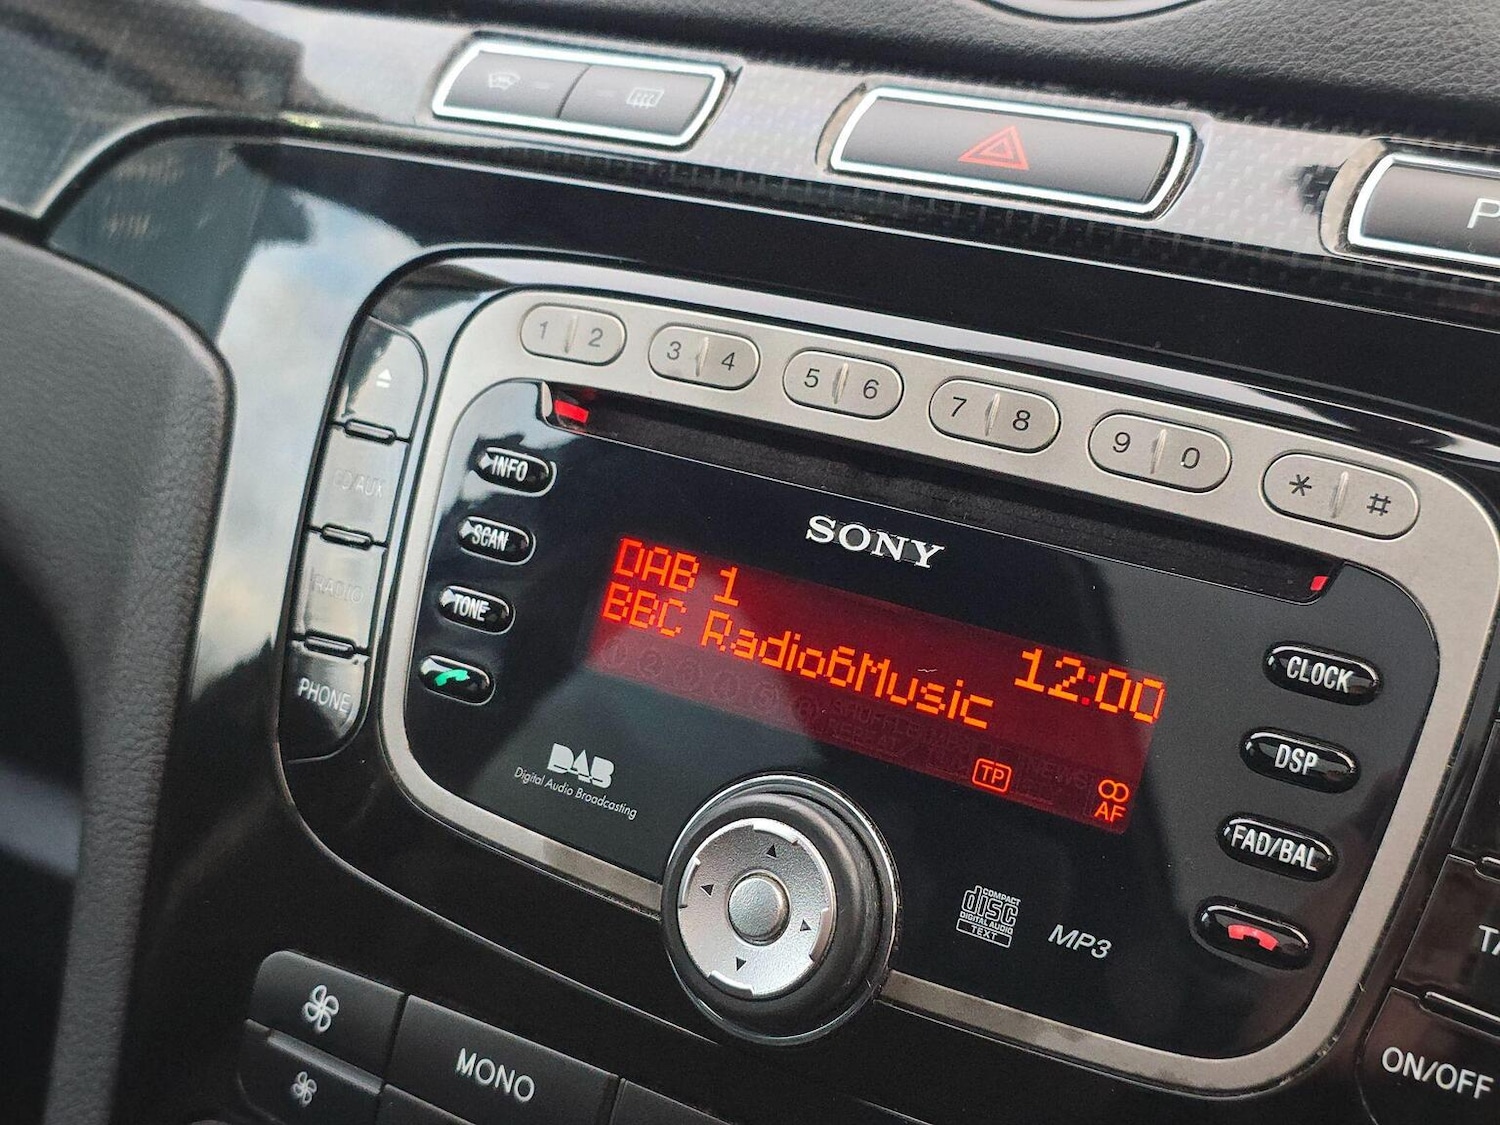 P
1 2
3 4
5 6
7 8
9 0
* #
CD/AUX
RADIO
PHONE
INFO
SCAN
TONE
SONY
DAB 1
12:00
BBC Radio6Music
TP
AF
CLOCK
DSP
FAD/BAL
DAB
Digital Audio Broadcasting
COMPACT
disc
DIGITAL AUDIO
TEXT
MP3
TA
MONO
ON/OFF